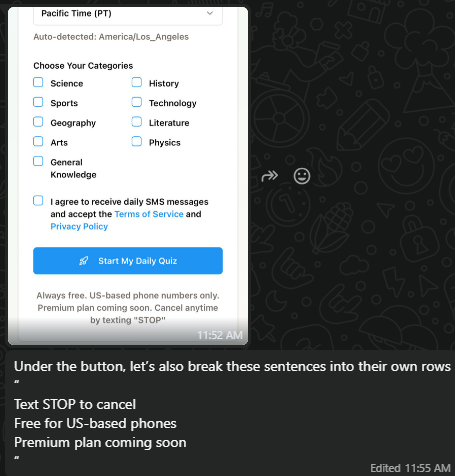 Pacific Time (PT)
Auto-detected: America/Los_Angeles
Choose Your Categories
Science
History
Sports
Technology
Geography
Literature
Arts
Physics
General
Knowledge
I agree to receive daily SMS messages
and accept the Terms of Service and
Privacy Policy
Start My Daily Quiz
Always free. US-based phone numbers only.
Premium plan coming soon. Cancel anytime
by texting "STOP"
11:52 AM
Under the button, let's also break these sentences into their own rows
“
Text STOP to cancel
Free for US-based phones
Premium plan coming soon
“
Edited 11:55 AM